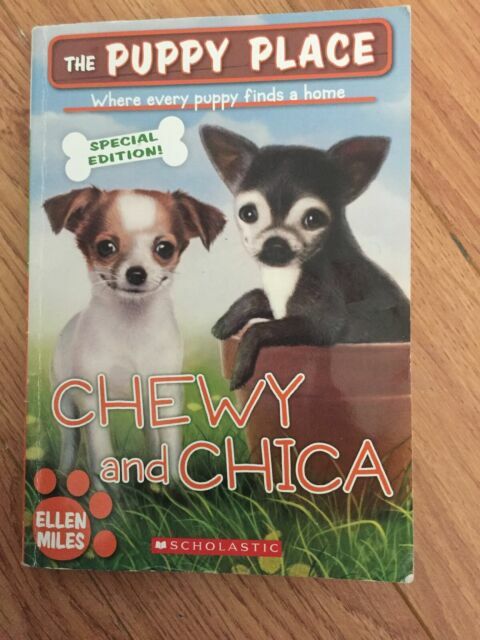 THE PUPPY PLACE
Where every puppy finds a home
SPECIAL
EDITION!
CHEWY
and CHICA
ELLEN
MILES
SCHOLASTIC